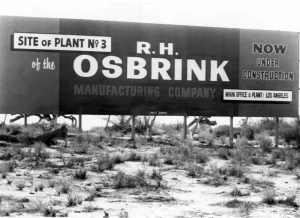 SITE OF PLANT Nº 3
of the
R.H.
OSBRINK
MANUFACTURING COMPANY
NOW
UNDER
CONSTRUCTION
MAIN OFFICE & PLANT: LOS ANGELES